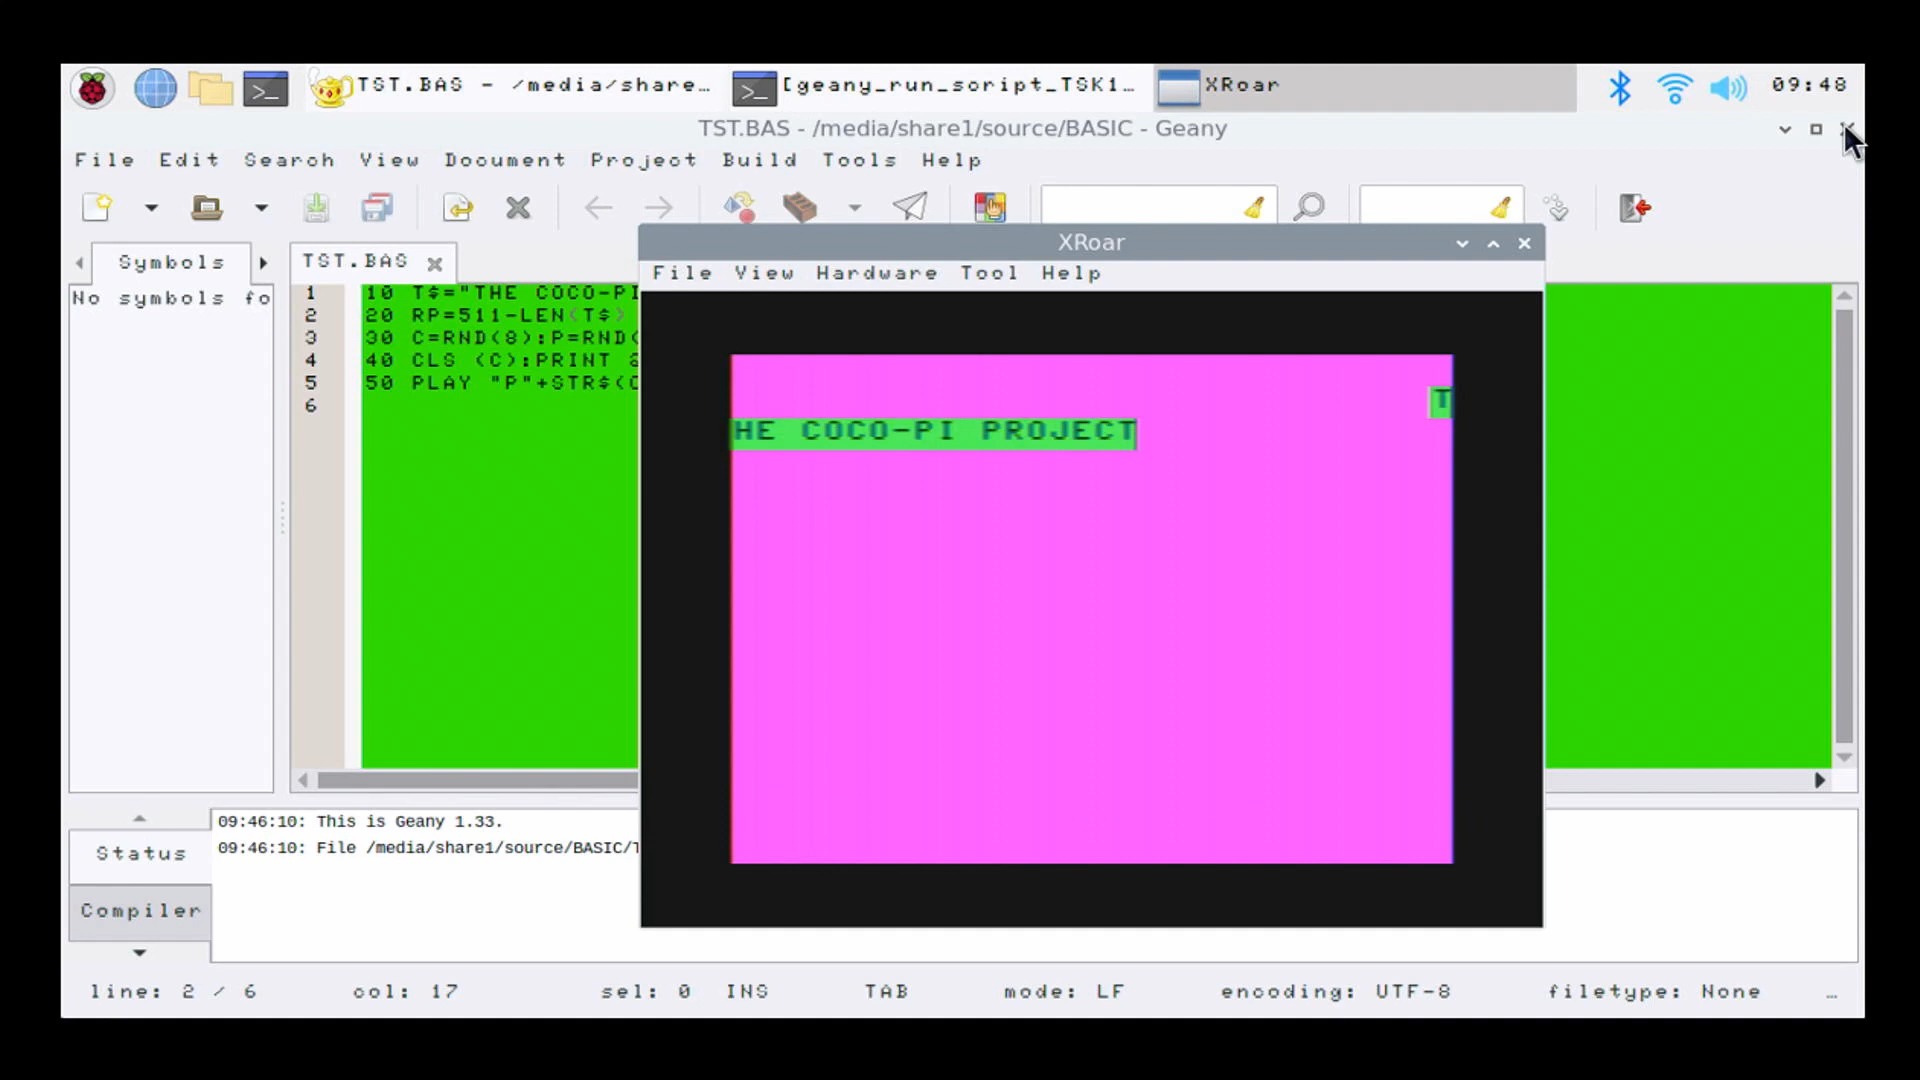 TST.BAS - /media/share…
[geany_run_script_TSK1…
XRoar
09:48
TST.BAS - /media/share1/source/BASIC - Geany
File Edit Search View Document Project Build Tools Help
XRoar
File View Hardware Tool Help
Symbols
No symbols fo
TST.BAS
1 10 T$="THE COCO-PI
2 20 RP=511-LEN(T$)
3 30 C=RND(8):P=RND(
4 40 CLS (C):PRINT
5 50 PLAY "P"+STR$(
6
T
HE COCO-PI PROJECT
Status
Compiler
09:46:10: This is Geany 1.33.
09:46:10: File /media/share1/source/BASIC/
line: 2 / 6 col: 17 sel: 0 INS TAB mode: LF encoding: UTF-8 filetype: None …